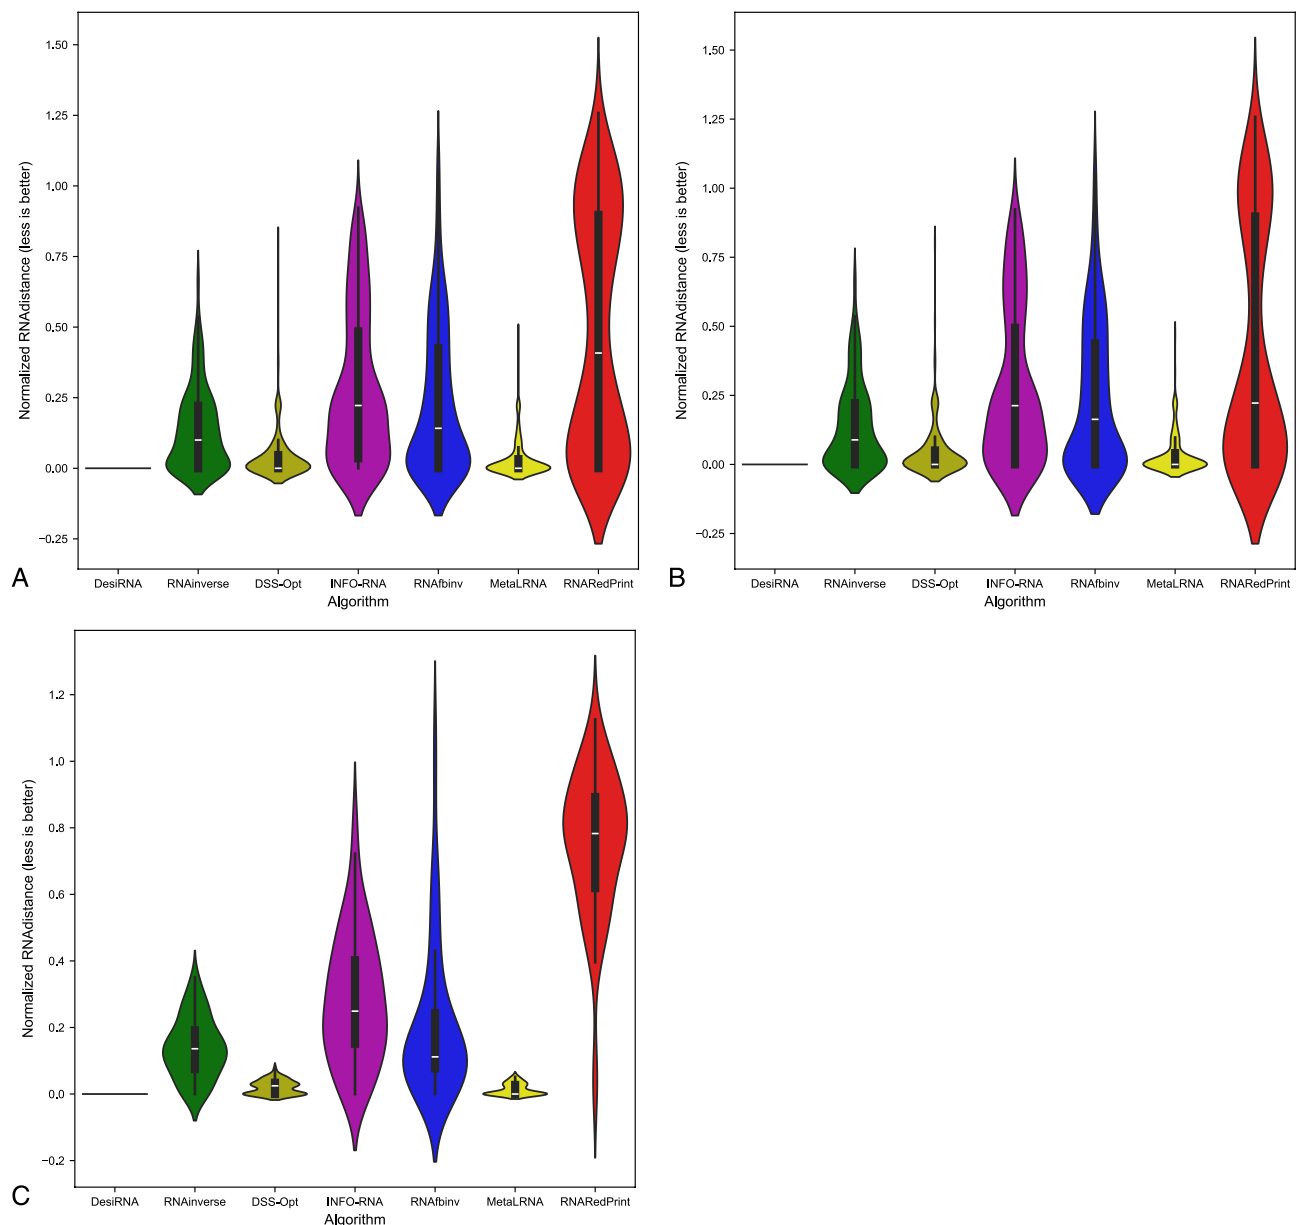 1.50
1.25
1.00
0.75
0.50
0.25
0.00
−0.25
Normalized RNAdistance (less is better)
DesiRNA RNAinverse DSS-Opt INFO-RNA RNAfbinv MetaLRNA RNARedPrint
Algorithm
A
1.50
1.25
1.00
0.75
0.50
0.25
0.00
−0.25
Normalized RNAdistance (less is better)
DesiRNA RNAinverse DSS-Opt INFO-RNA RNAfbinv MetaLRNA RNARedPrint
Algorithm
B
1.2
1.0
0.8
0.6
0.4
0.2
0.0
−0.2
Normalized RNAdistance (less is better)
DesiRNA RNAinverse DSS-Opt INFO-RNA RNAfbinv MetaLRNA RNARedPrint
Algorithm
C